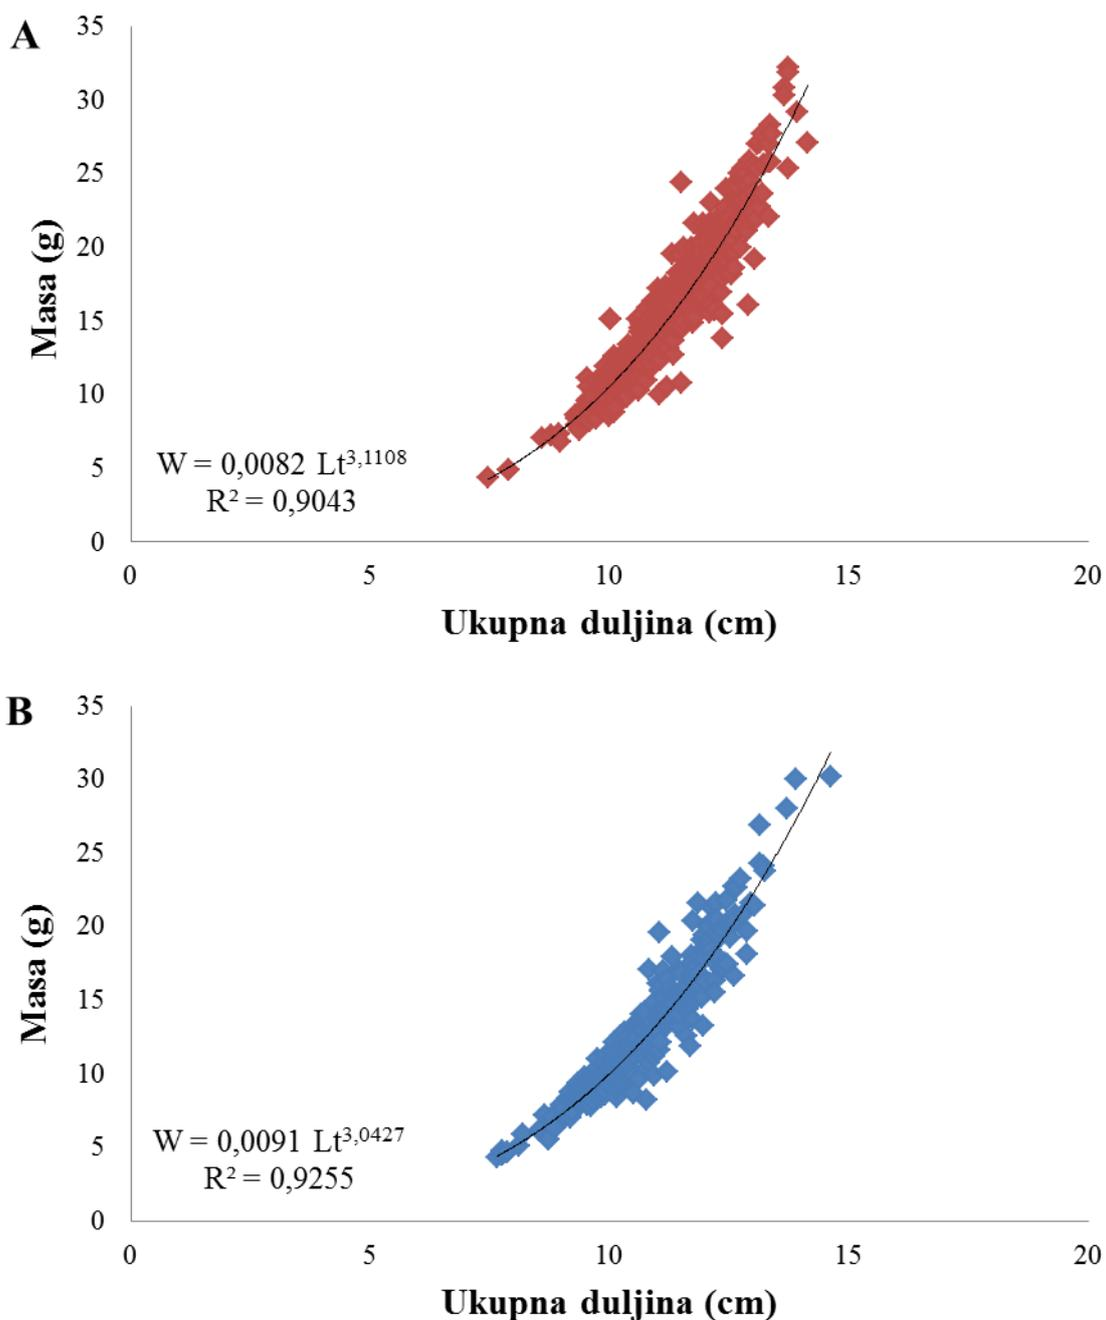 A
35
30
25
20
15
10
5
0
Masa (g)
W = 0,0082 Lt³,¹¹⁰⁸
R² = 0,9043
0 5 10 15 20
Ukupna duljina (cm)
B
35
30
25
20
15
10
5
0
Masa (g)
W = 0,0091 Lt³,⁰⁴²⁷
R² = 0,9255
0 5 10 15 20
Ukupna duljina (cm)